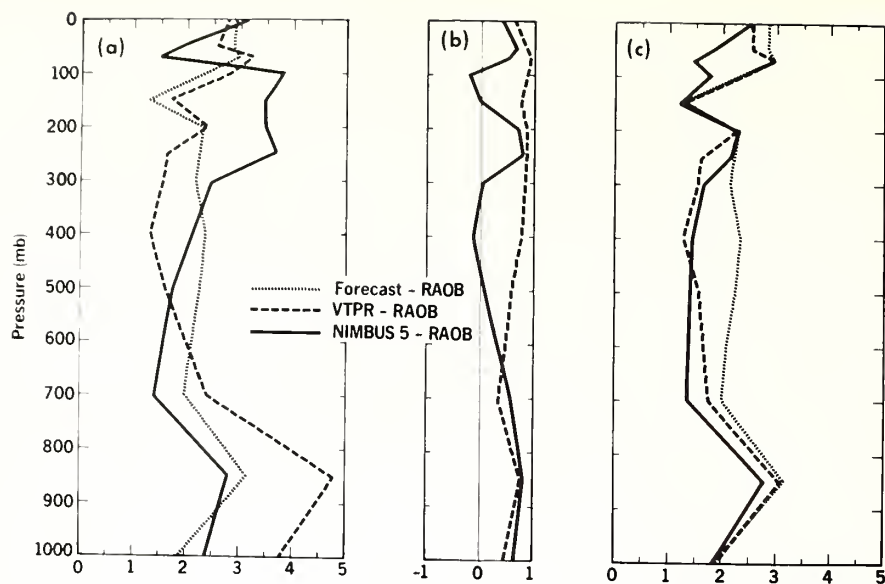 (a)
(b)
(c)
0
100
200
300
400
500
600
700
800
900
1000
Pressure (mb)
Forecast - RAOB
VTPR - RAOB
NIMBUS 5 - RAOB
0 1 2 3 4 5
-1 0 1
0 1 2 3 4 5